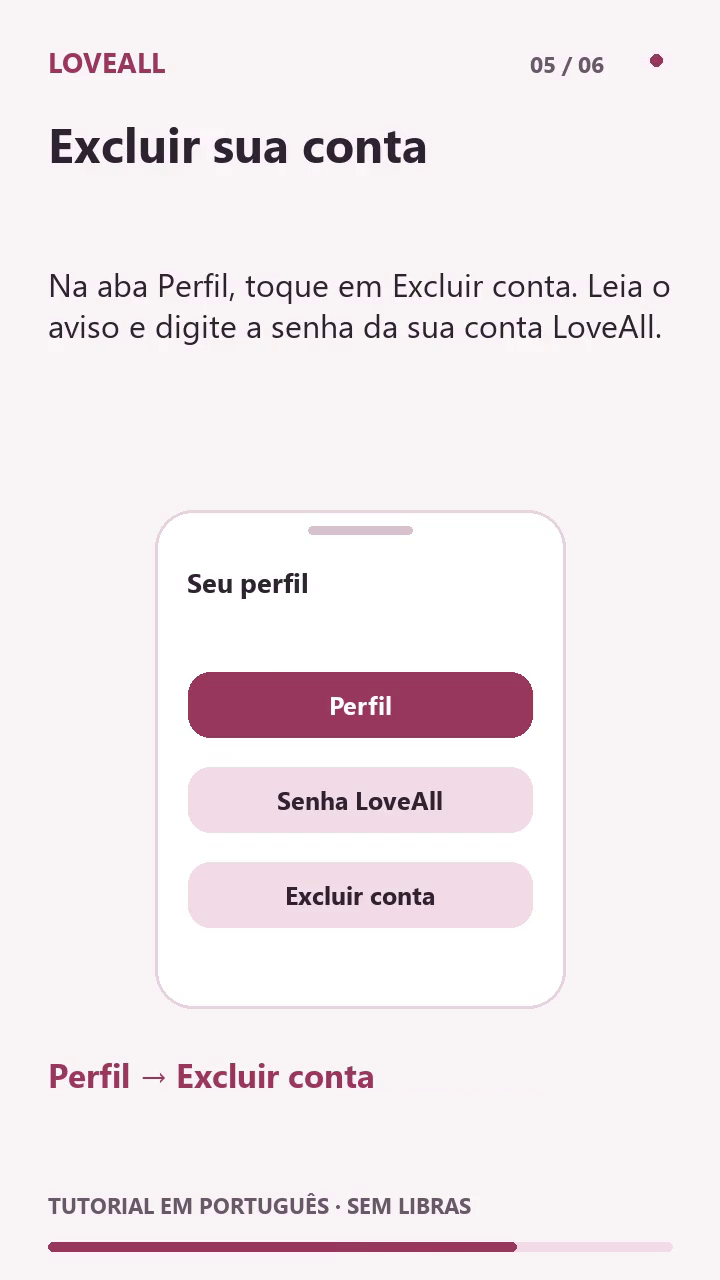 LOVEALL
05 / 06
Excluir sua conta
Na aba Perfil, toque em Excluir conta. Leia o
aviso e digite a senha da sua conta LoveAll.
Seu perfil
Perfil
Senha LoveAll
Excluir conta
Perfil → Excluir conta
TUTORIAL EM PORTUGUÊS · SEM LIBRAS